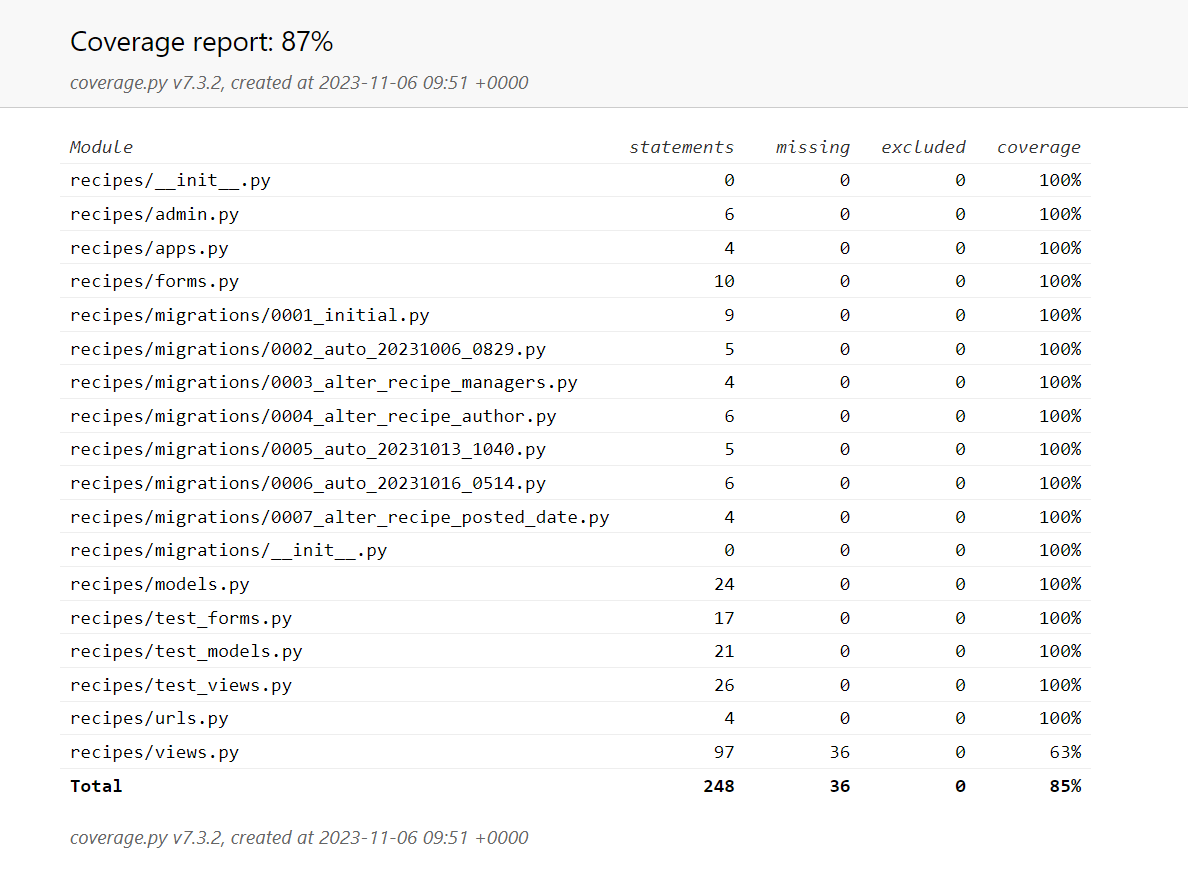 Coverage report: 87%
coverage.py v7.3.2, created at 2023-11-06 09:51 +0000
Module statements missing excluded coverage
recipes/__init__.py 0 0 0 100%
recipes/admin.py 6 0 0 100%
recipes/apps.py 4 0 0 100%
recipes/forms.py 10 0 0 100%
recipes/migrations/0001_initial.py 9 0 0 100%
recipes/migrations/0002_auto_20231006_0829.py 5 0 0 100%
recipes/migrations/0003_alter_recipe_managers.py 4 0 0 100%
recipes/migrations/0004_alter_recipe_author.py 6 0 0 100%
recipes/migrations/0005_auto_20231013_1040.py 5 0 0 100%
recipes/migrations/0006_auto_20231016_0514.py 6 0 0 100%
recipes/migrations/0007_alter_recipe_posted_date.py 4 0 0 100%
recipes/migrations/__init__.py 0 0 0 100%
recipes/models.py 24 0 0 100%
recipes/test_forms.py 17 0 0 100%
recipes/test_models.py 21 0 0 100%
recipes/test_views.py 26 0 0 100%
recipes/urls.py 4 0 0 100%
recipes/views.py 97 36 0 63%
Total 248 36 0 85%
coverage.py v7.3.2, created at 2023-11-06 09:51 +0000